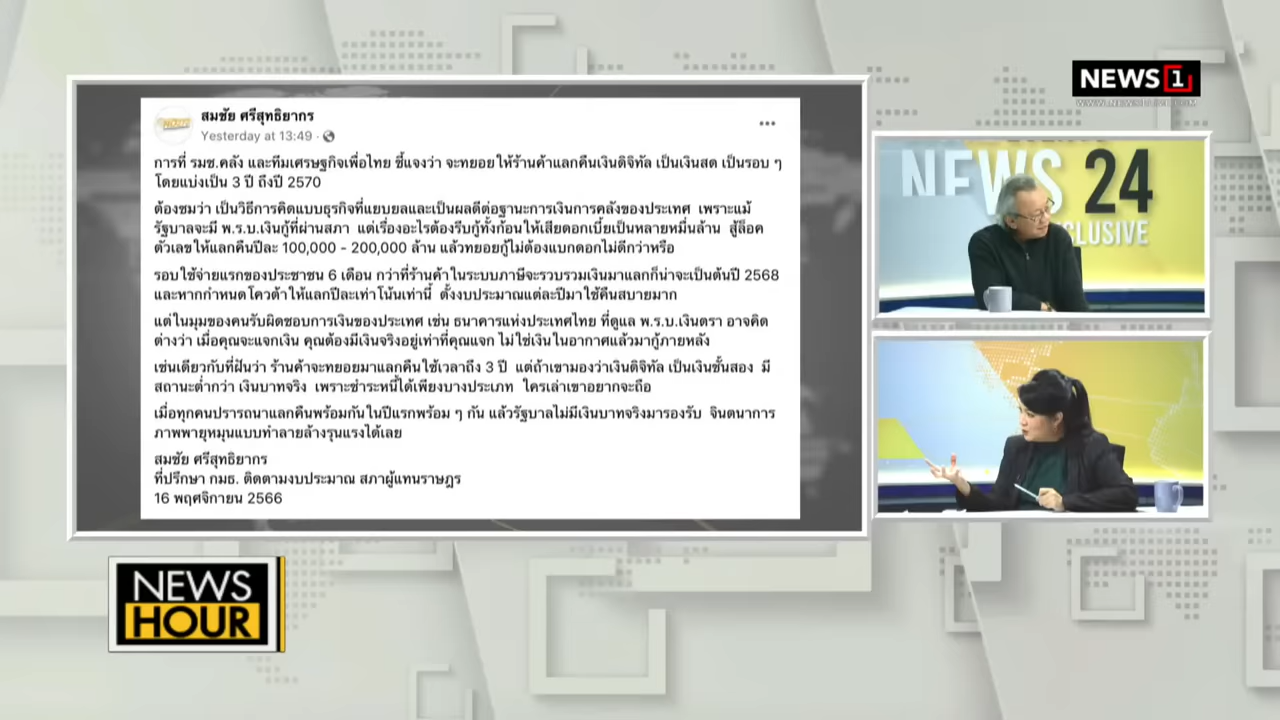 NEWS 1
WWW.NEWS1LIVE.COM
สมชัย ศรีสุทธิยากร
Yesterday at 13:49 ·
การที่ รมช.คลัง และทีมเศรษฐกิจเพื่อไทย ชี้แจงว่า จะทยอยให้ร้านค้าแลกคืนเงินดิจิทัล เป็นเงินสด เป็นรอบ ๆ
โดยแบ่งเป็น 3 ปี ถึงปี 2570
ต้องชมว่า เป็นวิธีการคิดแบบธุรกิจที่แยบยลและเป็นผลดีต่อฐานะการเงินการคลังของประเทศ เพราะแม้
รัฐบาลจะมี พ.ร.บ.เงินกู้ที่ผ่านสภา แต่เรื่องอะไรต้องรีบกู้ทั้งก้อนให้เสียดอกเบี้ยเป็นหลายหมื่นล้าน สู้ล็อค
ตัวเลขให้แลกคืนปีละ 100,000 - 200,000 ล้าน แล้วทยอยกู้ไม่ต้องแบกดอกไม่ดีกว่าหรือ
รอบใช้จ่ายแรกของประชาชน 6 เดือน กว่าที่ร้านค้าในระบบภาษีจะรวบรวมเงินมาแลกก็น่าจะเป็นต้นปี 2568
และหากกำหนดโควต้าให้แลกปีละเท่าโน้นเท่านี้ ตั้งงบประมาณแต่ละปีมาใช้คืนสบายมาก
แต่ในมุมของคนรับผิดชอบการเงินของประเทศ เช่น ธนาคารแห่งประเทศไทย ที่ดูแล พ.ร.บ.เงินตรา อาจคิด
ต่างว่า เมื่อคุณจะแจกเงิน คุณต้องมีเงินจริงอยู่เท่าที่คุณแจก ไม่ใช่เงินในอากาศแล้วมากู้ภายหลัง
เช่นเดียวกับที่ฝันว่า ร้านค้าจะทยอยมาแลกคืนใช้เวลาถึง 3 ปี แต่ถ้าเขามองว่าเงินดิจิทัล เป็นเงินชั้นสอง มี
สถานะต่ำกว่า เงินบาทจริง เพราะชำระหนี้ได้เพียงบางประเภท ใครเล่าเขาอยากจะถือ
เมื่อทุกคนปรารถนาแลกคืนพร้อมกันในปีแรกพร้อม ๆ กัน แล้วรัฐบาลไม่มีเงินบาทจริงมารองรับ จินตนาการ
ภาพพายุหมุนแบบทำลายล้างรุนแรงได้เลย
สมชัย ศรีสุทธิยากร
ที่ปรึกษา กมธ. ติดตามงบประมาณ สภาผู้แทนราษฎร
16 พฤศจิกายน 2566
NEWS 24
NEWS
HOUR